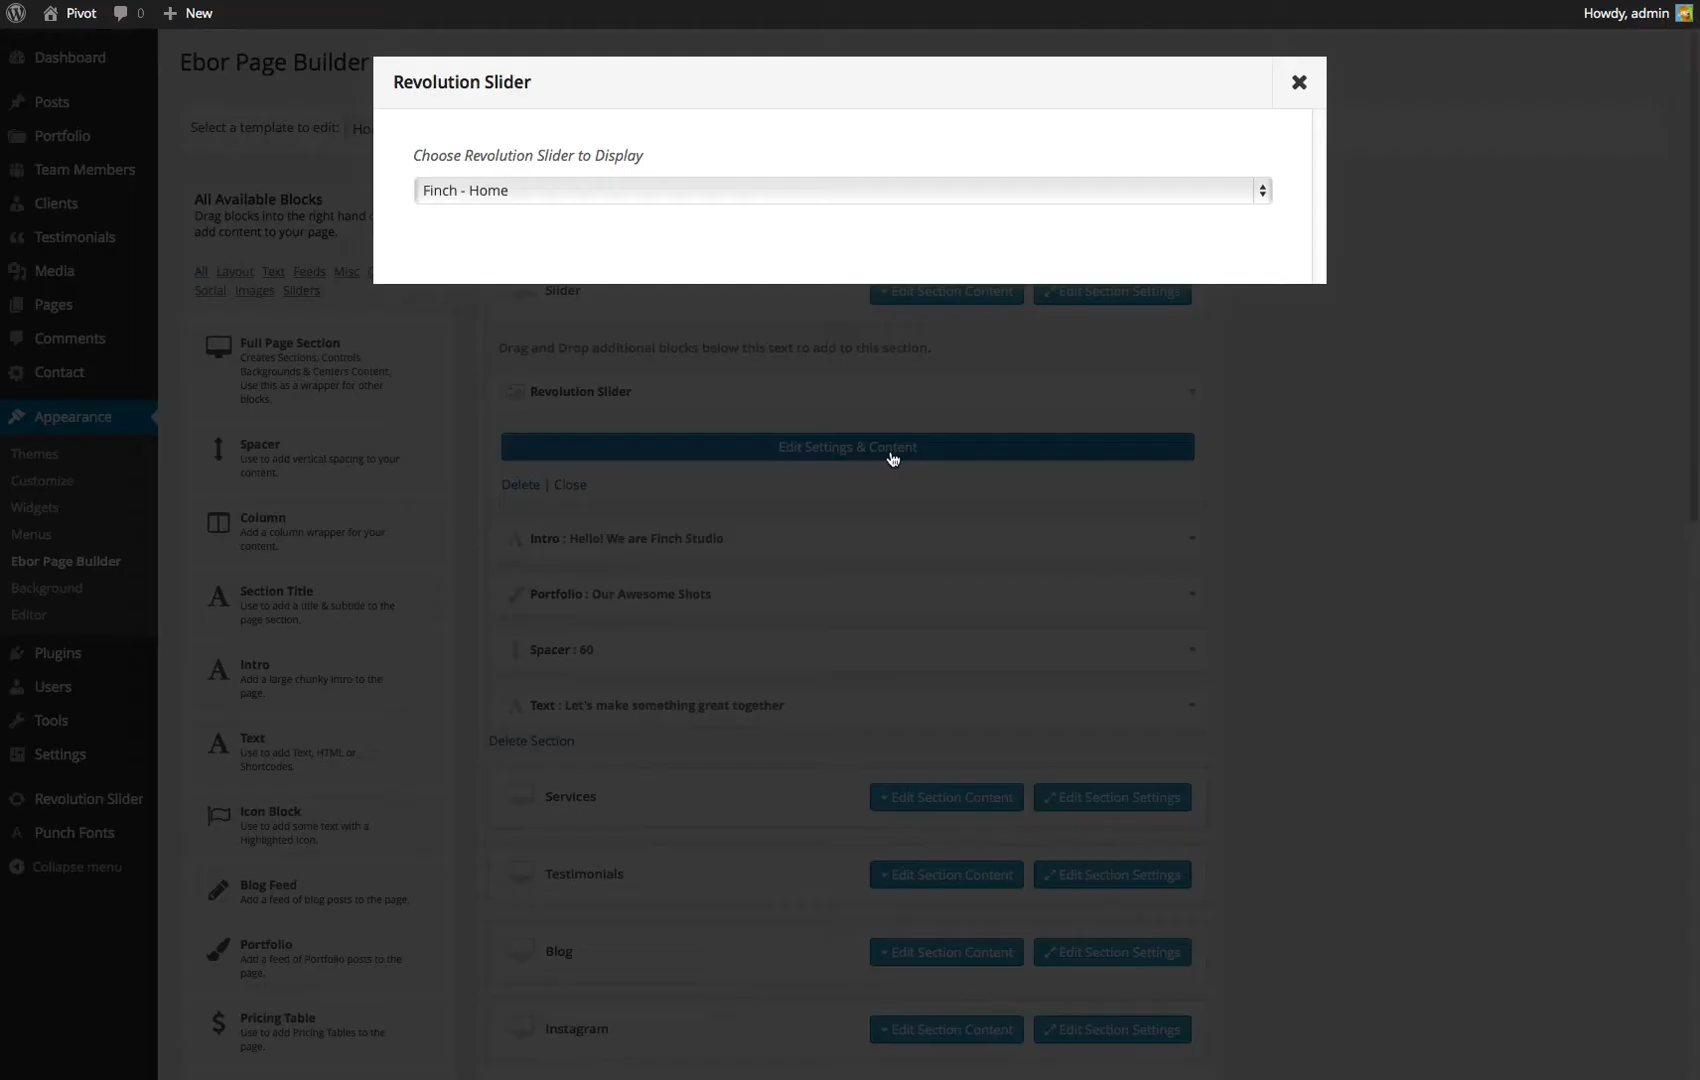 Pivot
0
New
Howdy, admin
Dashboard
Posts
Portfolio
Team Members
Clients
Testimonials
Media
Pages
Comments
Contact
Appearance
Themes
Customize
Widgets
Menus
Ebor Page Builder
Background
Editor
Plugins
Users
Tools
Settings
Revolution Slider
Punch Fonts
Collapse menu
Ebor Page Builder
Select a template to edit:
All Available Blocks
Drag blocks into the right hand
add content to your page.
All Layout Text Feeds Misc
Social Images Sliders
Full Page Section
Creates Sections, Controls
Backgrounds & Centers Content.
Use this as a wrapper for other
blocks.
Spacer
Use to add vertical spacing to your
content.
Column
Add a column wrapper for your
content.
Section Title
Use to add a title & subtitle to the
page section.
Intro
Add a large chunky intro to the
page.
Text
Use to add Text, HTML or
Shortcodes.
Icon Block
Use to add some text with a
Highlighted Icon.
Blog Feed
Add a feed of blog posts to the page.
Portfolio
Add a feed of Portfolio posts to the
page.
Pricing Table
Use to add Pricing Tables to the
page.
Revolution Slider
Choose Revolution Slider to Display
Finch - Home
Slider
Edit Section Content
Edit Section Settings
Drag and Drop additional blocks below this text to add to this section.
Revolution Slider
Edit Settings & Content
Delete | Close
Intro : Hello! We are Finch Studio
Portfolio : Our Awesome Shots
Spacer : 60
Text : Let's make something great together
Delete Section
Services
Edit Section Content
Edit Section Settings
Testimonials
Edit Section Content
Edit Section Settings
Blog
Edit Section Content
Edit Section Settings
Instagram
Edit Section Content
Edit Section Settings